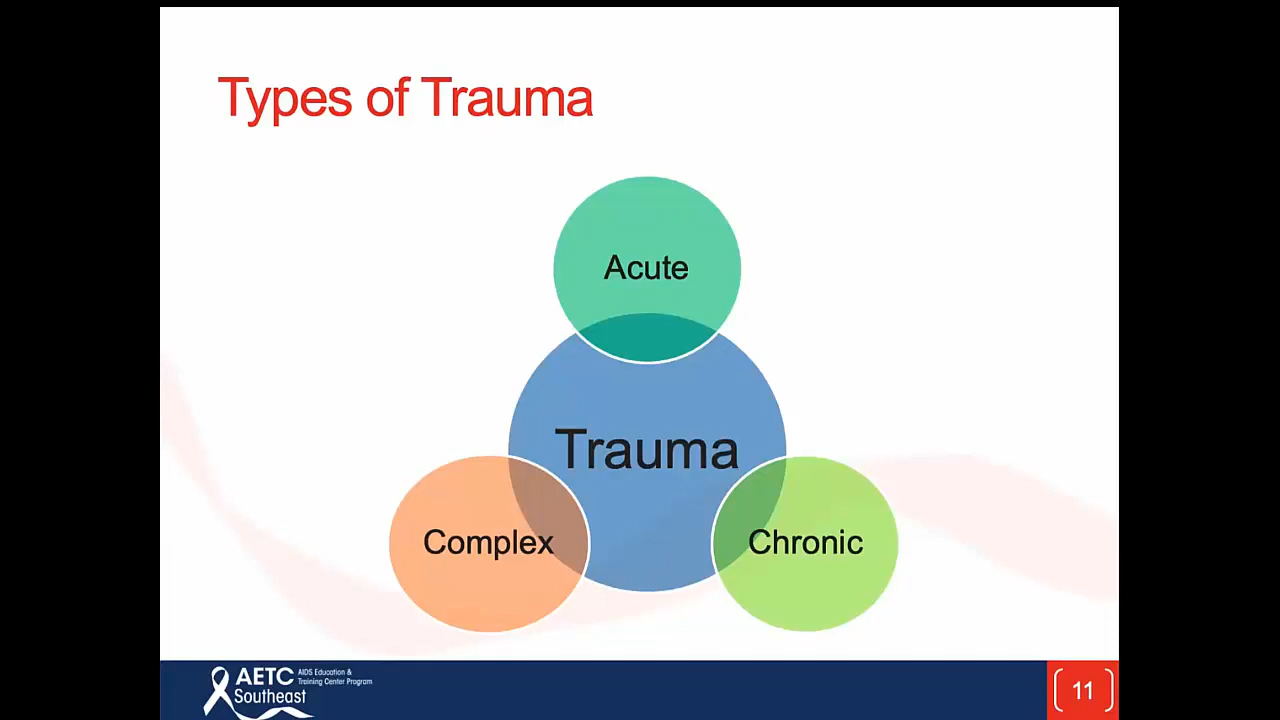 Types of Trauma
Acute
Trauma
Complex
Chronic
AETC AIDS Education &
Training Center Program
Southeast
11